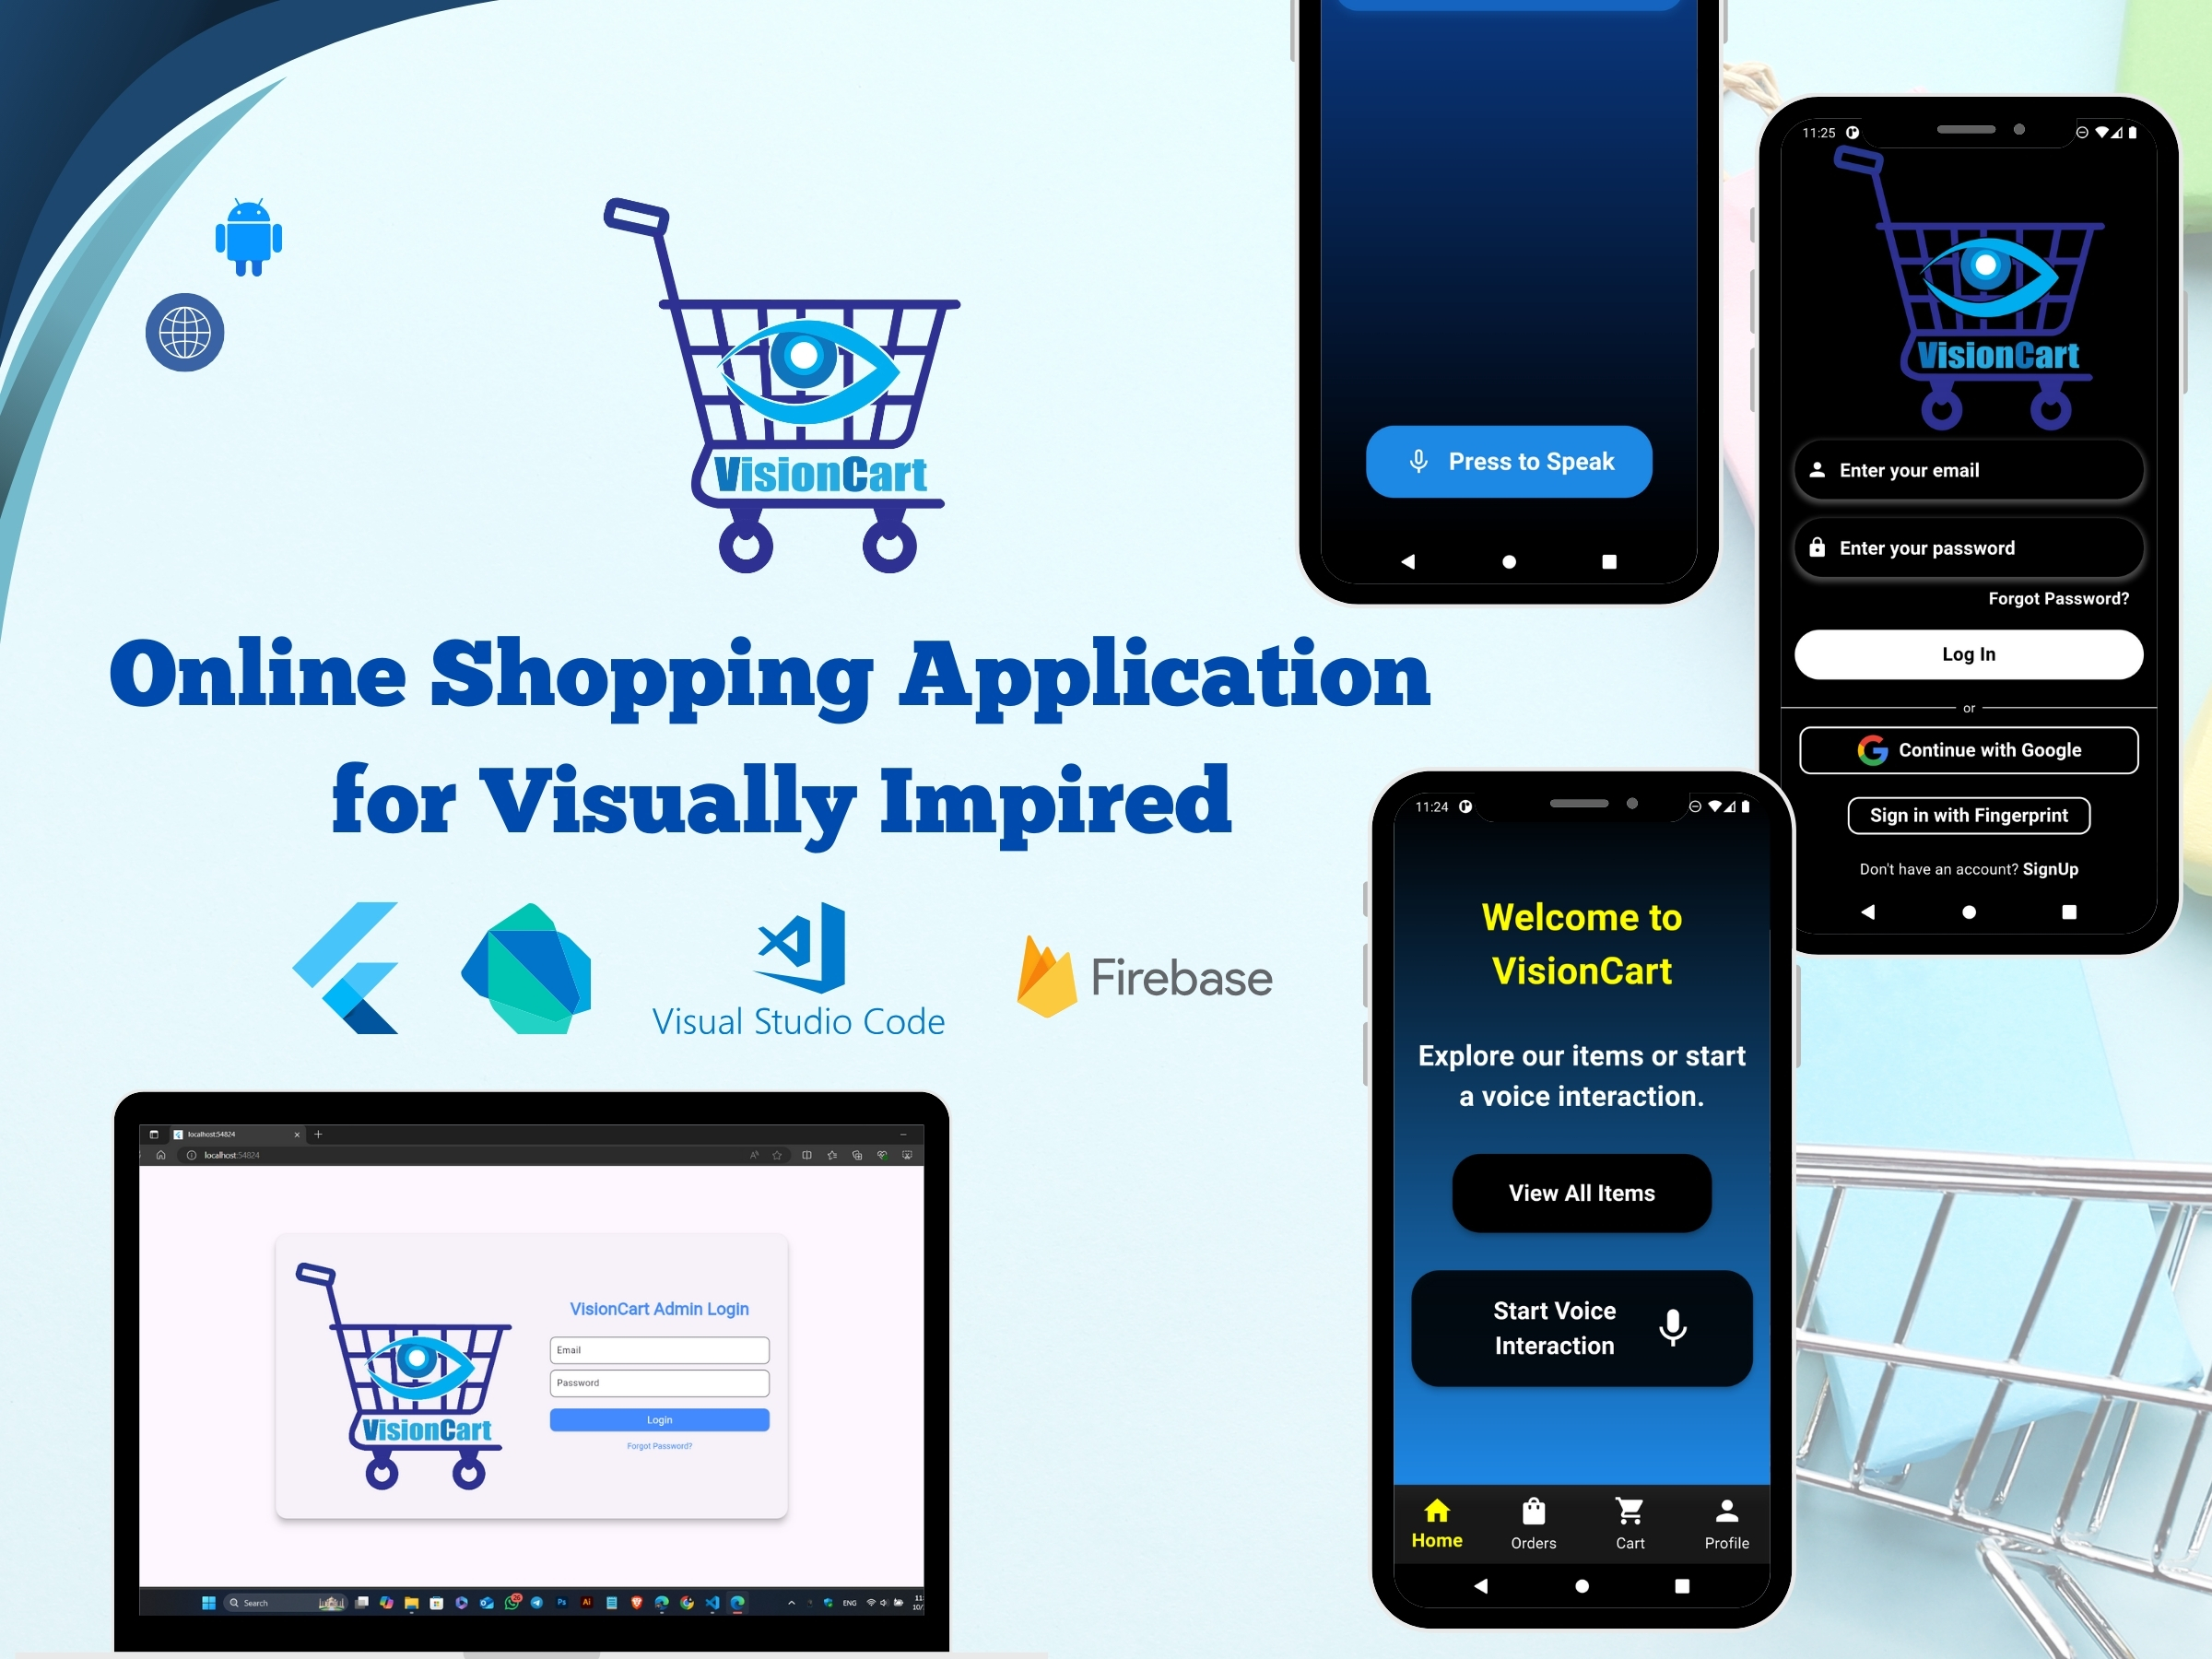 VisionCart
Online Shopping Application
for Visually Impired
Visual Studio Code
Firebase
localhost:54824
localhost:54824
VisionCart Admin Login
Email
Password
Login
Forgot Password?
VisionCart
Search
Ps
Ai
ENG
Press to Speak
11:25
VisionCart
Enter your email
Enter your password
Forgot Password?
Log In
or
Continue with Google
Sign in with Fingerprint
Don't have an account? SignUp
11:24
Welcome to
VisionCart
Explore our items or start
a voice interaction.
View All Items
Start Voice
Interaction
Home
Orders
Cart
Profile